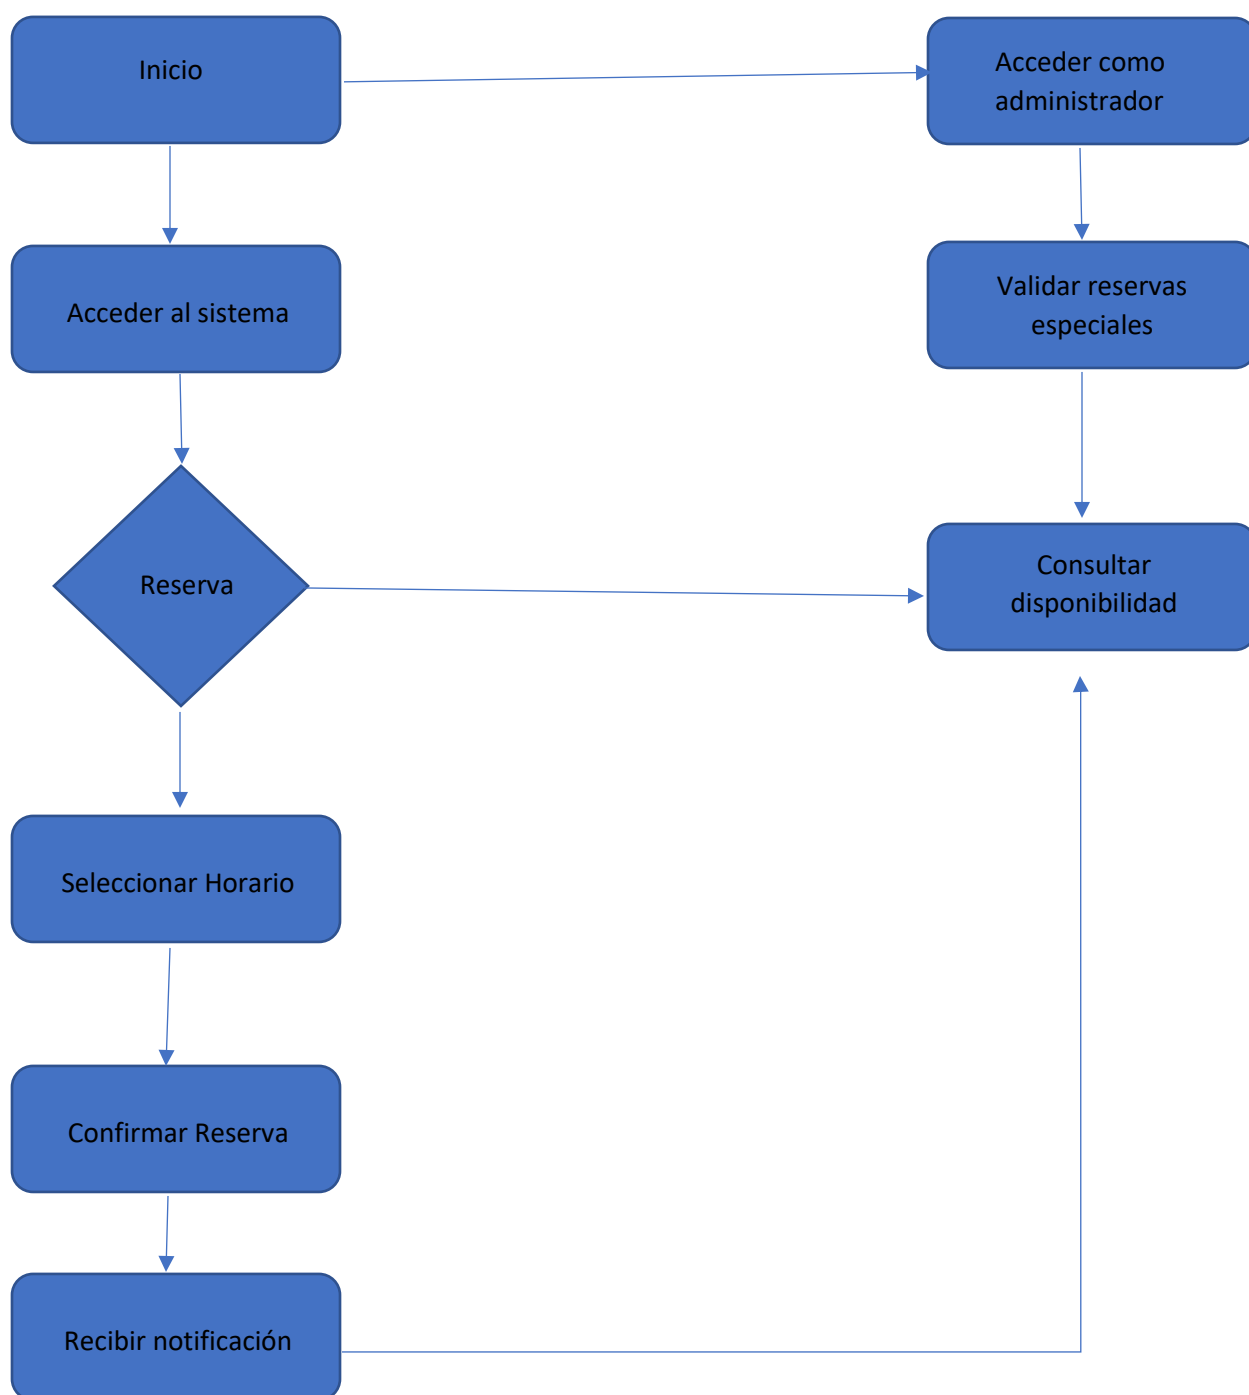 Inicio
Acceder como
administrador
Acceder al sistema
Validar reservas
especiales
Reserva
Consultar
disponibilidad
Seleccionar Horario
Confirmar Reserva
Recibir notificación